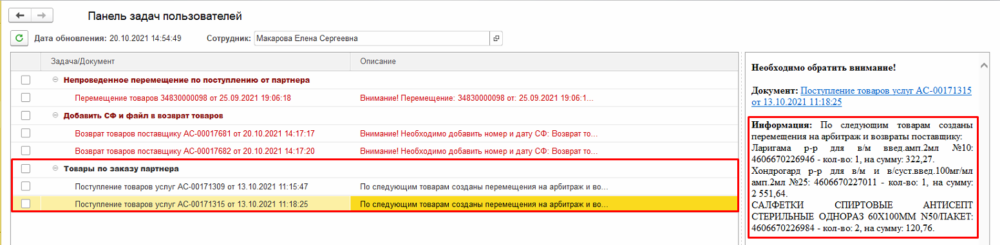 Панель задач пользователей
Дата обновления: 20.10.2021 14:54:49 Сотрудник: Макарова Елена Сергеевна
Задача/Документ Описание
Непроведенное перемещение по поступлению от партнера
Перемещение товаров 34830000098 от 25.09.2021 19:06:18 Внимание! Перемещение: 34830000098 от: 25.09.2021 19:06:1...
Добавить СФ и файл в возврат товаров
Возврат товаров поставщику АС-00017681 от 20.10.2021 14:17:17 Внимание! Необходимо добавить номер и дату СФ: Возврат то...
Возврат товаров поставщику АС-00017682 от 20.10.2021 14:17:20 Внимание! Необходимо добавить номер и дату СФ: Возврат то...
Товары по заказу партнера
Поступление товаров услуг АС-00171309 от 13.10.2021 11:15:47 По следующим товарам созданы перемещения на арбитраж и во...
Поступление товаров услуг АС-00171315 от 13.10.2021 11:18:25 По следующим товарам созданы перемещения на арбитраж и во...
Необходимо обратить внимание!
Документ: Поступление товаров услуг АС-00171315
от 13.10.2021 11:18:25
Информация: По следующим товарам созданы
перемещения на арбитраж и возвраты поставщику:
Ларигама р-р для в/м введ.амп.2мл №10:
4606670226946 - кол-во: 1, на сумму: 322,27.
Хондрогард р-р для в/м и в/суст.введ.100мг/мл
амп.2мл №25: 4606670227011 - кол-во: 1, на сумму:
2 551,64.
САЛФЕТКИ СПИРТОВЫЕ АНТИСЕПТ
СТЕРИЛЬНЫЕ ОДНОРАЗ 60Х100ММ N50/ПАКЕТ:
4606670226984 - кол-во: 2, на сумму: 120,76.